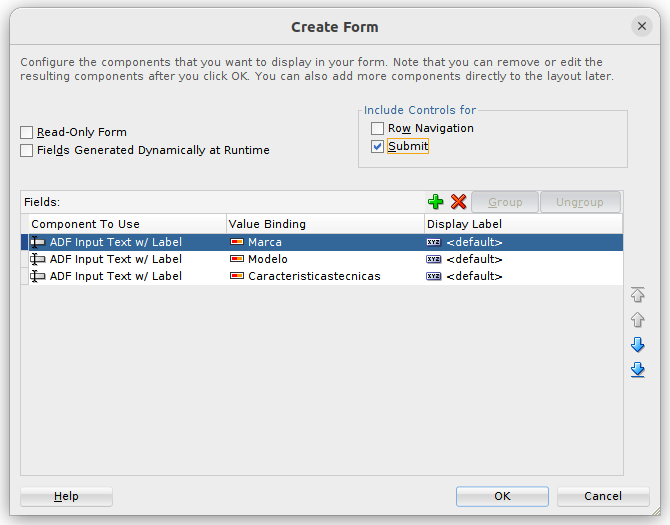 Create Form
Configure the components that you want to display in your form. Note that you can remove or edit the
resulting components after you click OK. You can also add more components directly to the layout later.
Include Controls for
Read-Only Form
Row Navigation
Fields Generated Dynamically at Runtime
Submit
Fields:
Group
Ungroup
Component To Use
Value Binding
Display Label
ADF Input Text w/ Label
Marca
<default>
ADF Input Text w/ Label
Modelo
<default>
ADF Input Text w/ Label
Caracteristicastecnicas
<default>
Help
OK
Cancel